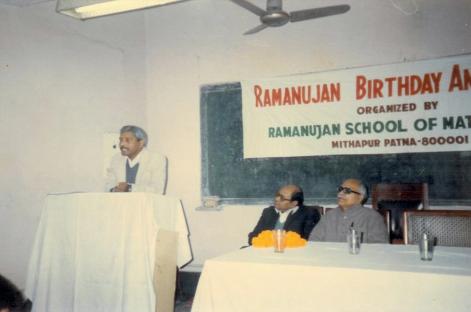 RAMANUJAN BIRTHDAY AN
ORGANIZED BY
RAMANUJAN SCHOOL OF MAT
MITHAPUR PATNA-800001